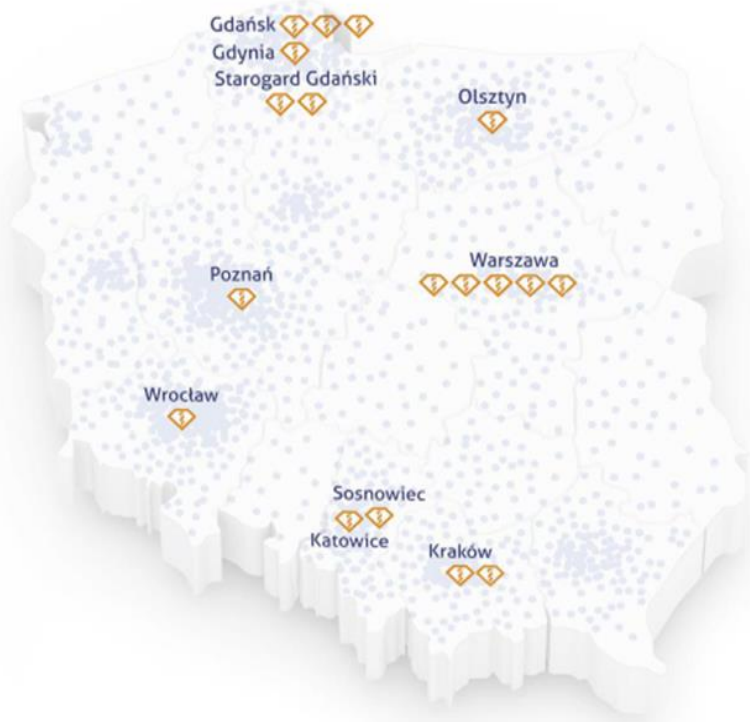 Gdańsk
Gdynia
Starogard Gdański
Olsztyn
Warszawa
Poznań
Wrocław
Sosnowiec
Katowice
Kraków